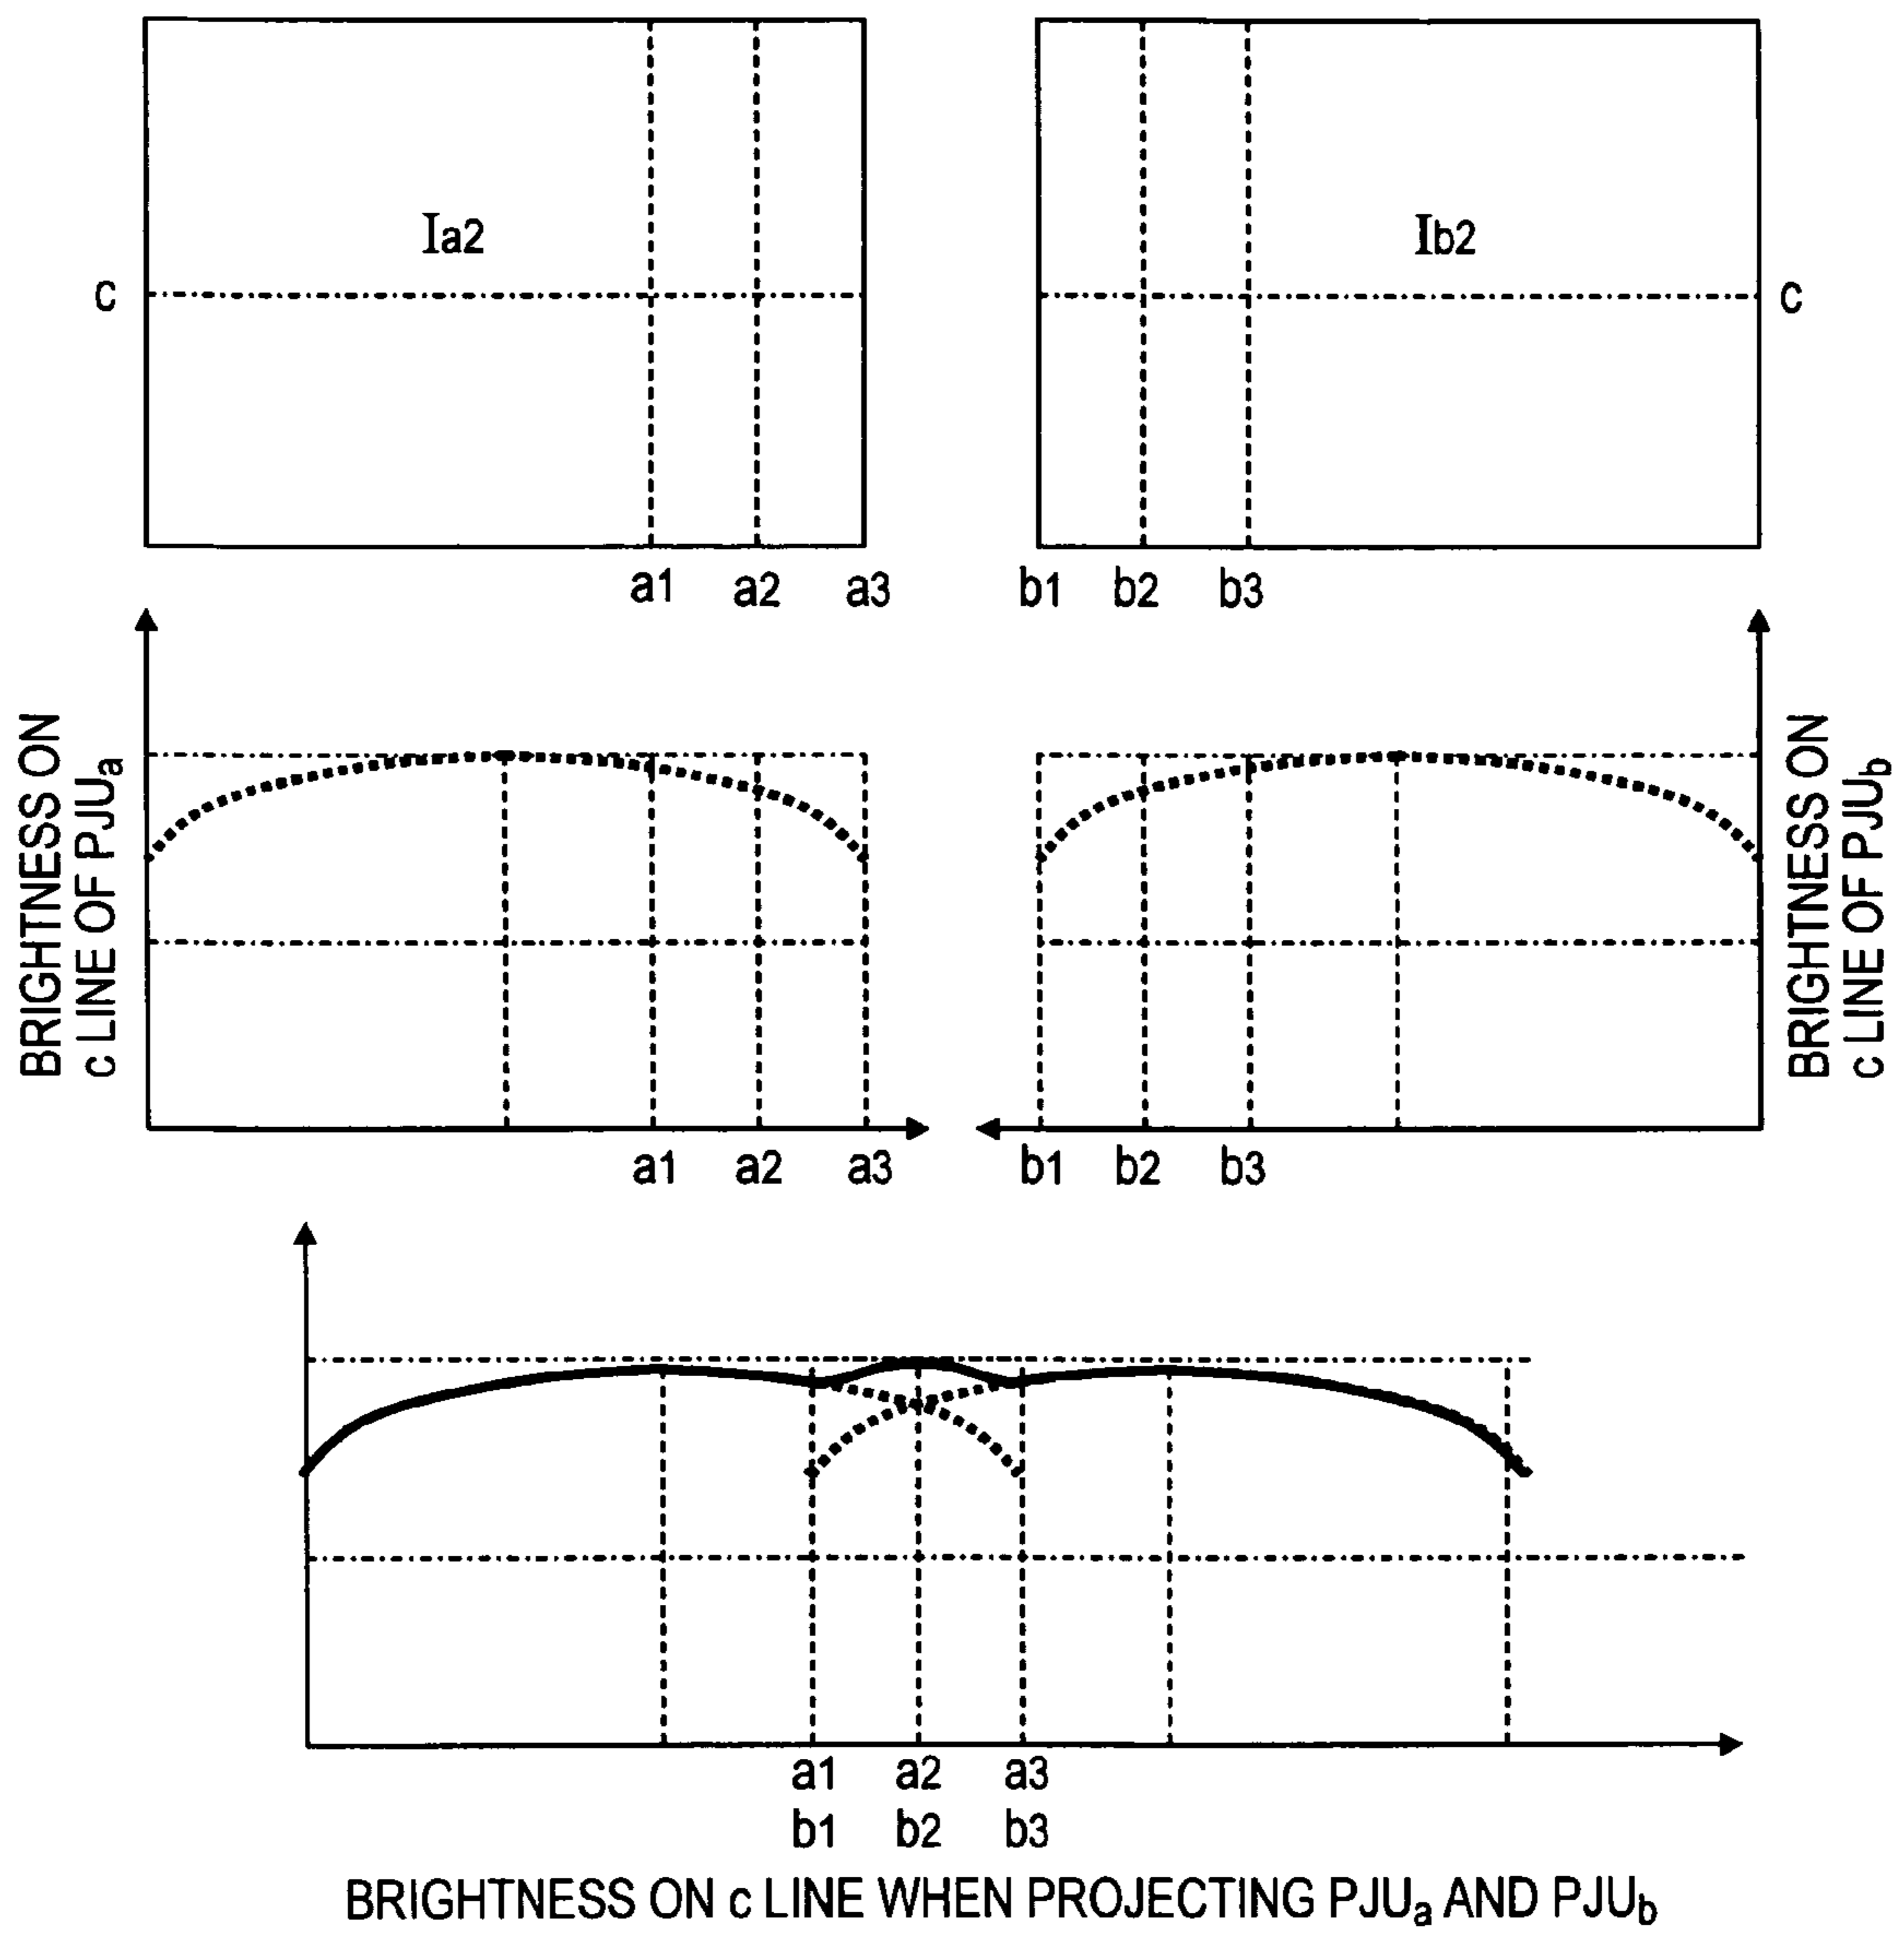 Ia2
Ib2
c
c
a1 a2 a3
b1 b2 b3
BRIGHTNESS ON
c LINE OF PJUa
BRIGHTNESS ON
c LINE OF PJUb
a1 a2 a3
b1 b2 b3
a1 a2 a3
b1 b2 b3
BRIGHTNESS ON c LINE WHEN PROJECTING PJUa AND PJUb